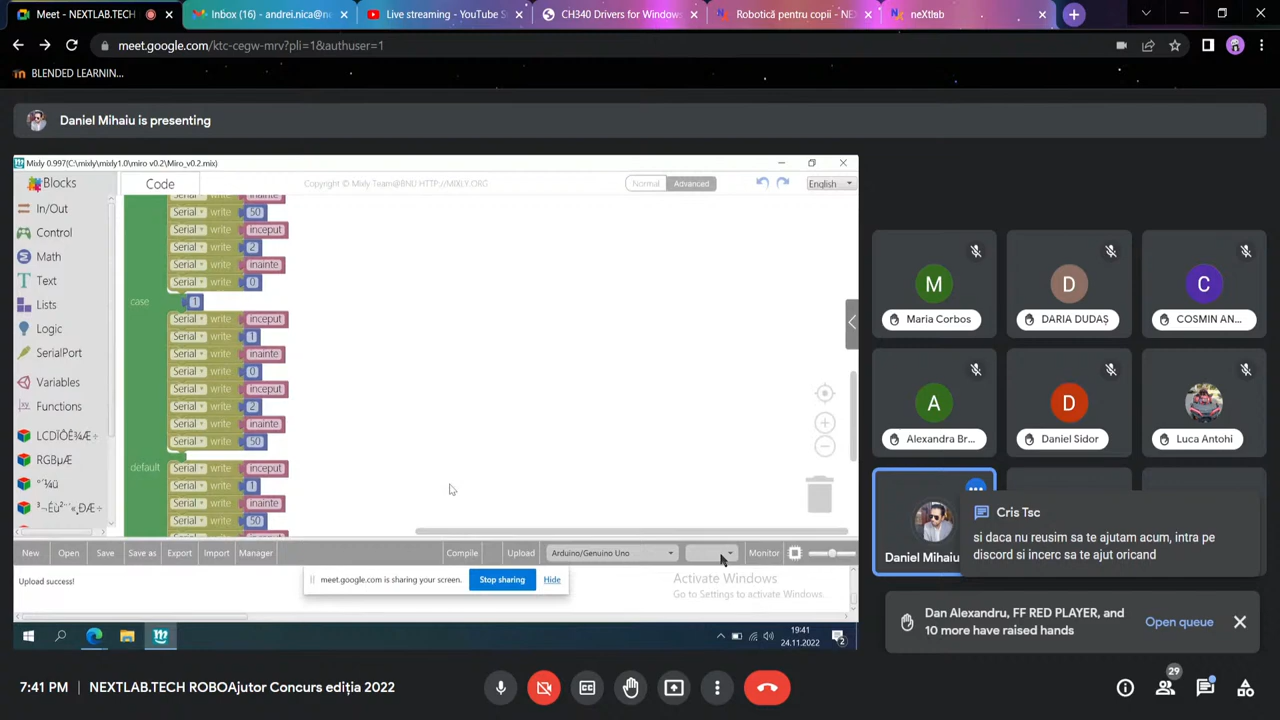 Meet - NEXTLAB.TECH R
Inbox (16) - andrei.nica@ne
Live streaming - YouTube S
CH340 Drivers for Windows
Robotică pentru copii - NE
neXtlab
meet.google.com/ktc-cegw-mrv?pli=1&authuser=1
BLENDED LEARNIN...
Daniel Mihaiu is presenting
Mixly 0.997(C:\mixly\mixly1.0\miro v0.2\Miro_v0.2.mix)
Blocks
Code
Copyright © Mixly Team@BNU HTTP://MIXLY.ORG
Normal
Advanced
English
In/Out
Control
Math
Text
Lists
Logic
SerialPort
Variables
Functions
inainte
Serial write 50
Serial write inceput
Serial write 2
Serial write inainte
Serial write 0
case 1
Serial write inceput
Serial write 1
Serial write inainte
Serial write 0
Serial write inceput
Serial write 2
Serial write inainte
Serial write 50
default
Serial write inceput
Serial write 1
Serial write inainte
Serial write 50
New
Open
Save
Save as
Export
Import
Manager
Compile
Upload
Arduino/Genuino Uno
Monitor
Upload success!
meet.google.com is sharing your screen.
Stop sharing
Hide
Activate Windows
Go to Settings to activate Windows.
19:41
24.11.2022
2
M
Maria Corbos
D
DARIA DUDAȘ
C
COSMIN AN...
A
Alexandra Br...
D
Daniel Sidor
Luca Antohi
Daniel Mihaiu
Cris Tsc
si daca nu reusim sa te ajutam acum, intra pe
discord si incerc sa te ajut oricand
Dan Alexandru, FF RED PLAYER, and
10 more have raised hands
Open queue
7:41 PM
NEXTLAB.TECH ROBOAjutor Concurs ediția 2022
29